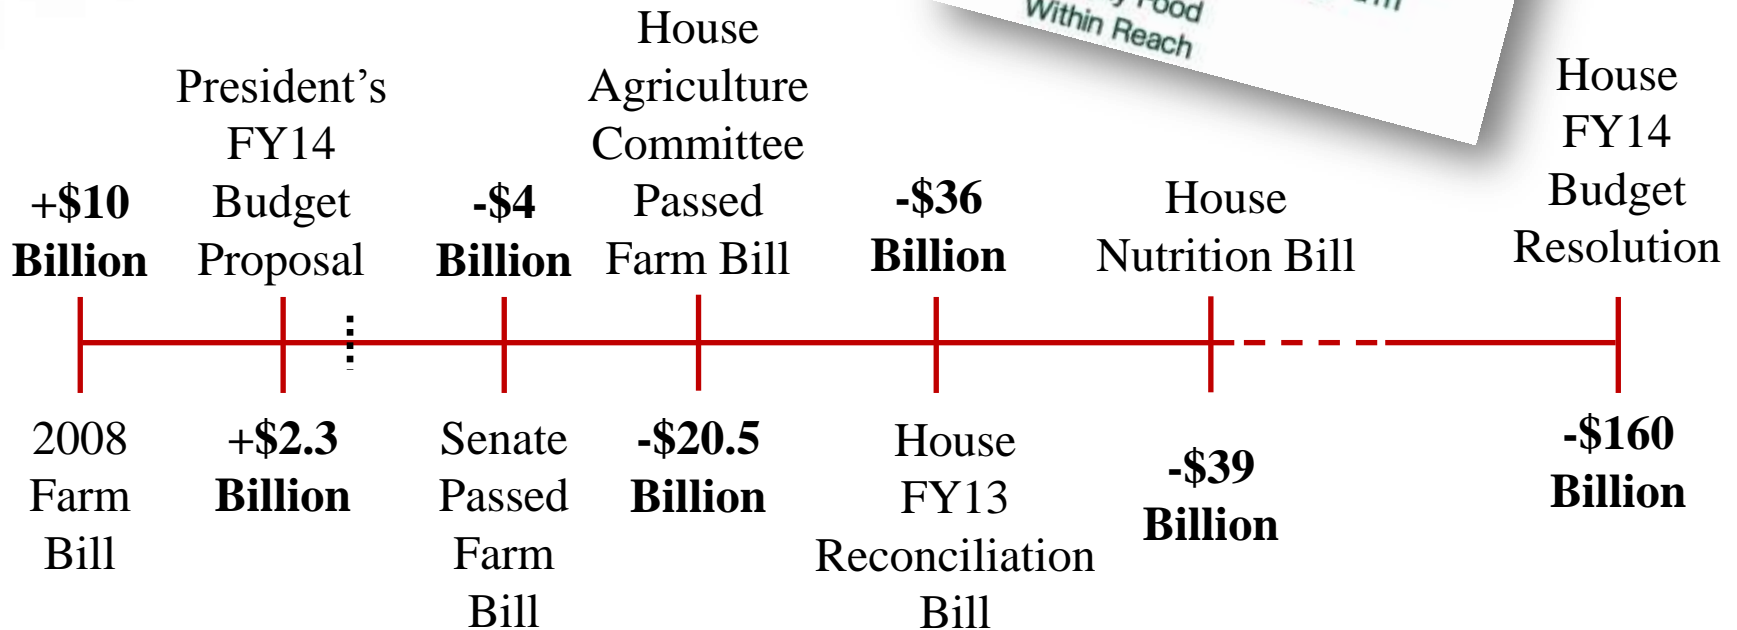 Food
Within Reach
+$10
Billion
President’s
FY14
Budget
Proposal
-$4
Billion
House
Agriculture
Committee
Passed
Farm Bill
-$36
Billion
House
Nutrition Bill
House
FY14
Budget
Resolution
2008
Farm
Bill
+$2.3
Billion
Senate
Passed
Farm
Bill
-$20.5
Billion
House
FY13
Reconciliation
Bill
-$39
Billion
-$160
Billion